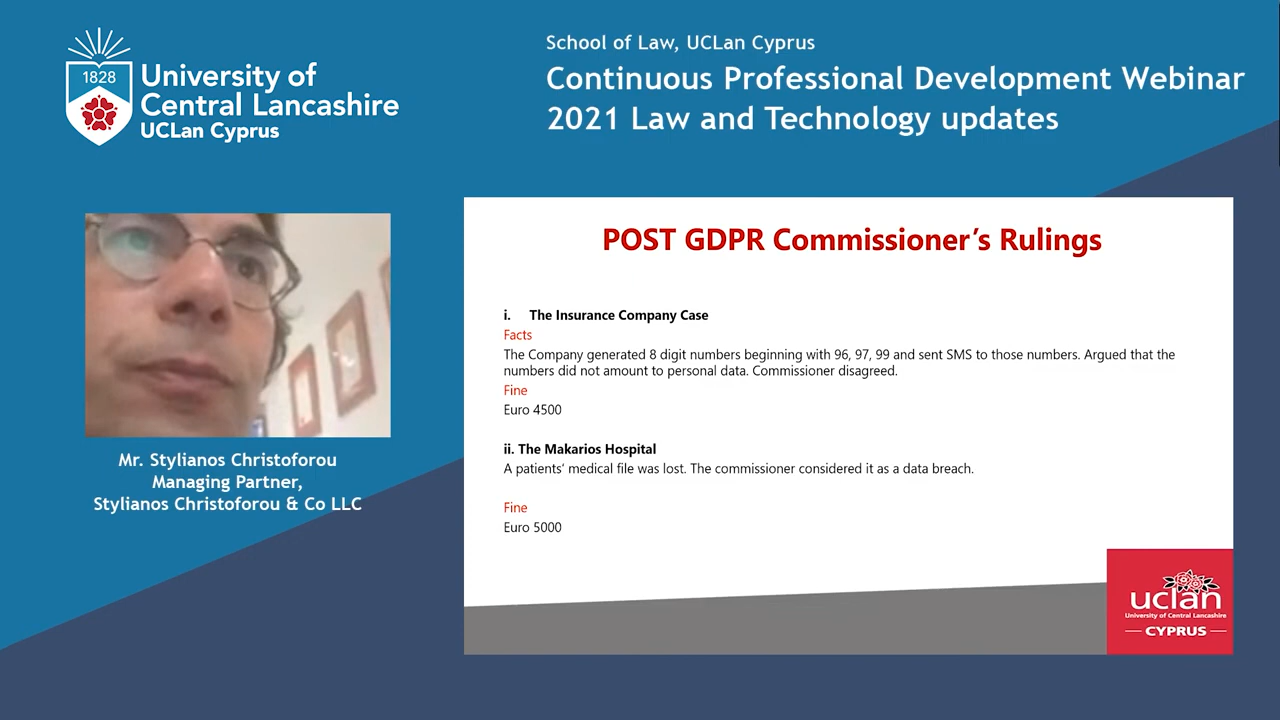 1828
University of
Central Lancashire
UCLan Cyprus
School of Law, UCLan Cyprus
Continuous Professional Development Webinar
2021 Law and Technology updates
Mr. Stylianos Christoforou
Managing Partner,
Stylianos Christoforou & Co LLC
POST GDPR Commissioner’s Rulings
i. The Insurance Company Case
Facts
The Company generated 8 digit numbers beginning with 96, 97, 99 and sent SMS to those numbers. Argued that the
numbers did not amount to personal data. Commissioner disagreed.
Fine
Euro 4500
ii. The Makarios Hospital
A patients’ medical file was lost. The commissioner considered it as a data breach.
Fine
Euro 5000
uclan
University of Central Lancashire
CYPRUS